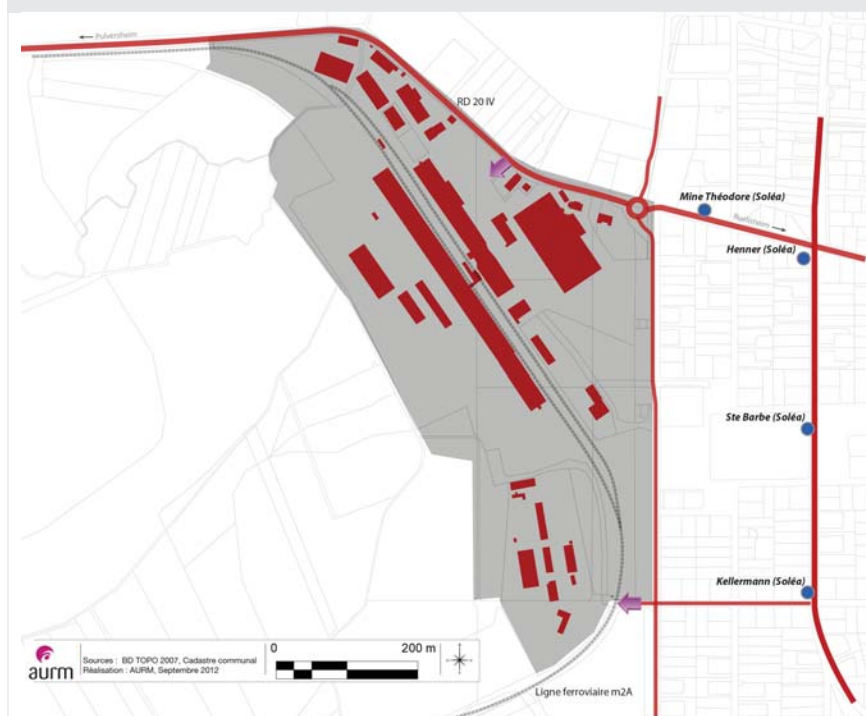 ← Pulversheim
RD 20 IV
Mine Théodore (Soléa)
Ruelisheim →
Henner (Soléa)
Ste Barbe (Soléa)
Kellermann (Soléa)
0 200 m
aurm
Sources : BD TOPO 2007, Cadastre communal
Réalisation : AURM, Septembre 2012
Ligne ferroviaire m2A